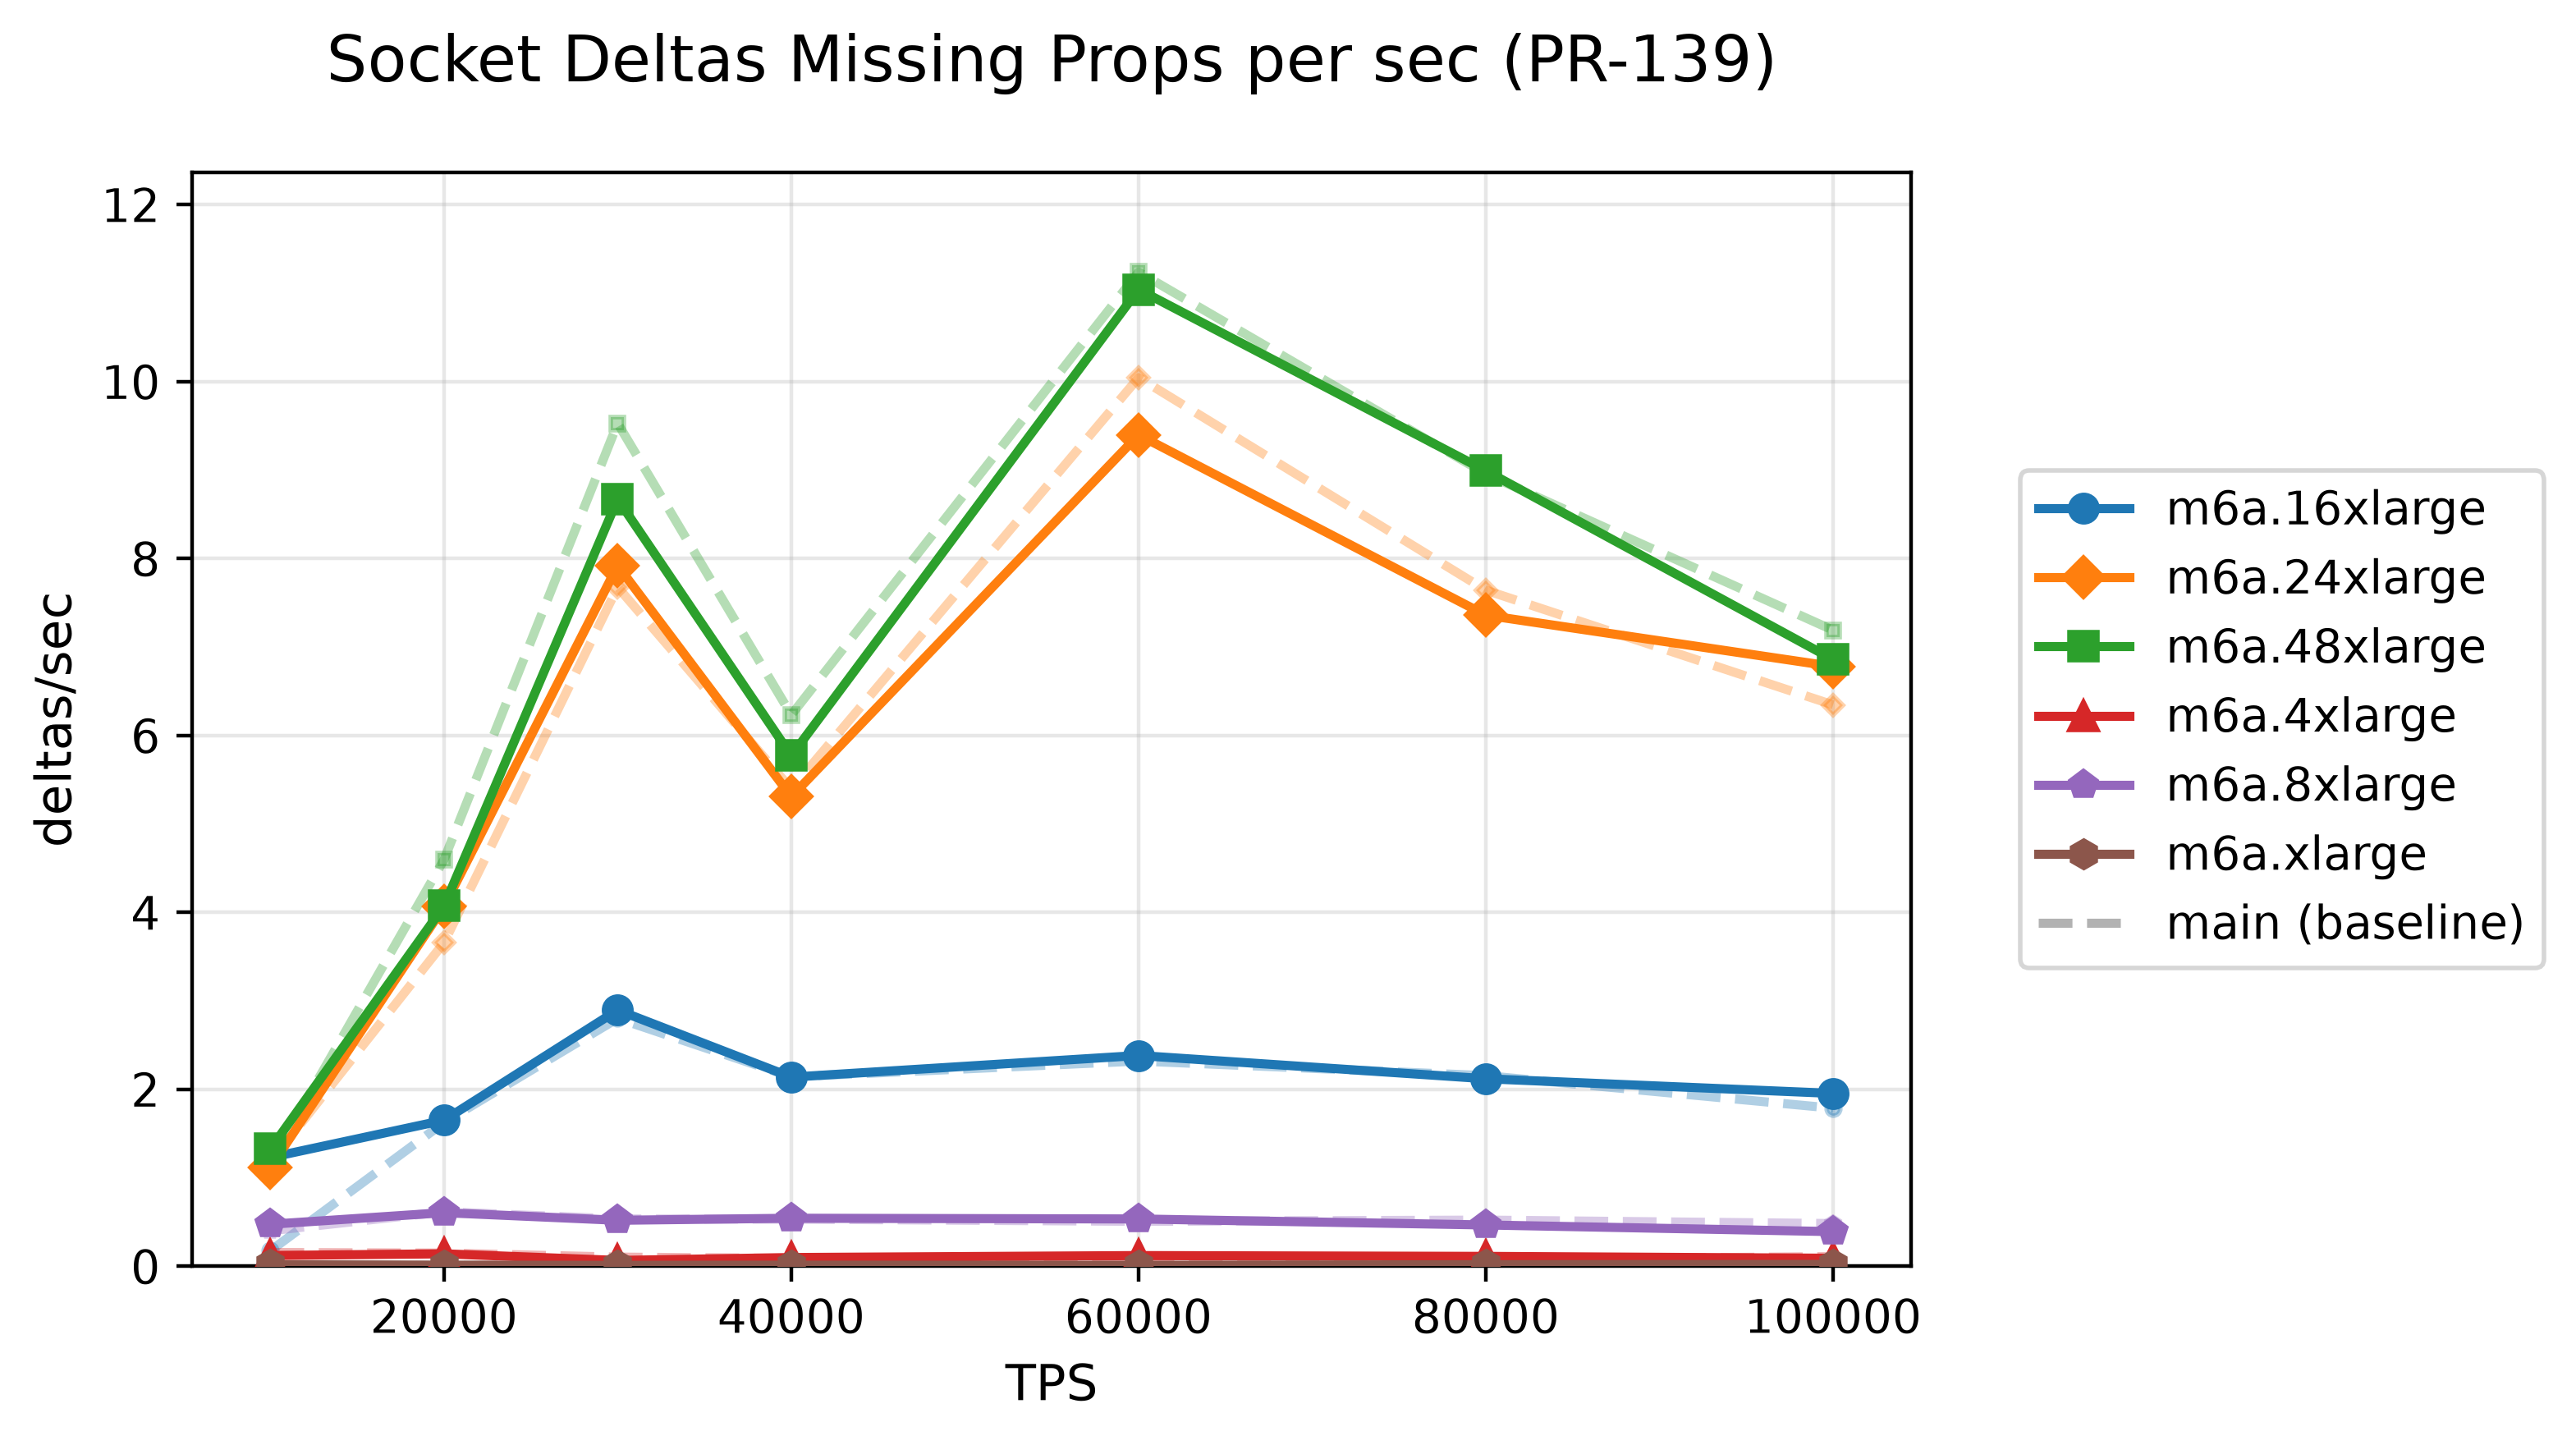 Socket Deltas Missing Props per sec (PR-139)
deltas/sec
12
10
8
6
4
2
0
20000 40000 60000 80000 100000
TPS
m6a.16xlarge
m6a.24xlarge
m6a.48xlarge
m6a.4xlarge
m6a.8xlarge
m6a.xlarge
main (baseline)